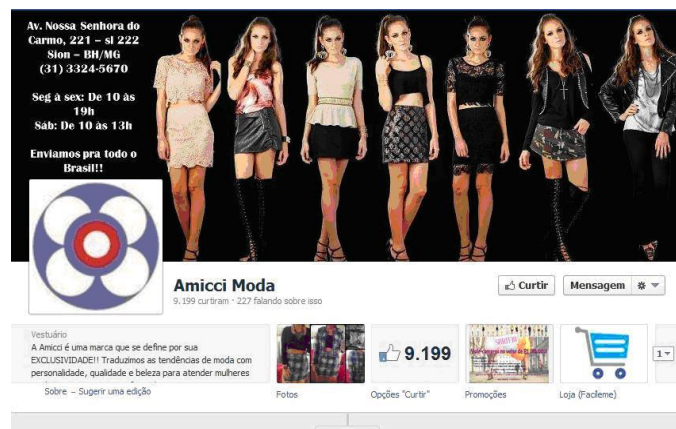 Av. Nossa Senhora do
Carmo, 221 – sl 222
Sion – BH/MG
(31) 3324-5670
Seg à sex: De 10 às
19h
Sáb: De 10 às 13h
Enviamos pra todo o
Brasil!!
Amicci Moda
9.199 curtiram · 227 falando sobre isso
Curtir
Mensagem
Vestuário
A Amicci é uma marca que se define por sua
EXCLUSIVIDADE!! Traduzimos as tendências de moda com
personalidade, qualidade e beleza para atender mulheres
Sobre – Sugerir uma edição
9.199
1
Fotos
Opções "Curtir"
Promoções
Loja (Facíleme)